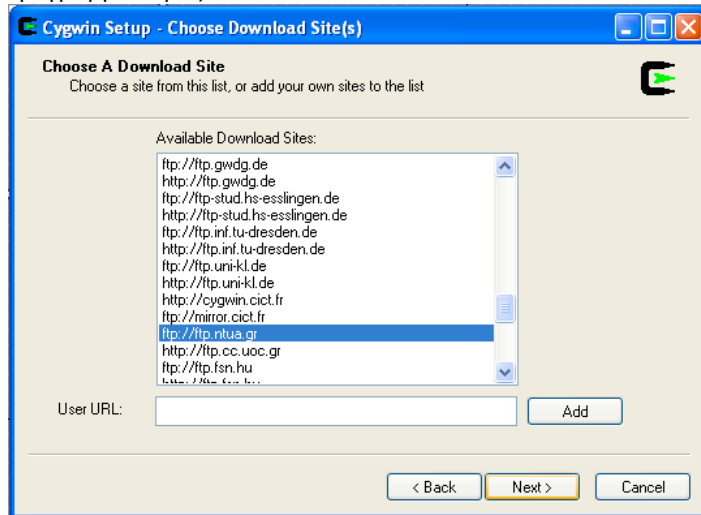 Cygwin Setup - Choose Download Site(s)
Choose A Download Site
Choose a site from this list, or add your own sites to the list
Available Download Sites:
ftp://ftp.gwdg.de
http://ftp.gwdg.de
ftp://ftp-stud.hs-esslingen.de
http://ftp-stud.hs-esslingen.de
ftp://ftp.inf.tu-dresden.de
http://ftp.inf.tu-dresden.de
ftp://ftp.uni-kl.de
http://ftp.uni-kl.de
http://cygwin.cict.fr
ftp://mirror.cict.fr
ftp://ftp.ntua.gr
http://ftp.cc.uoc.gr
ftp://ftp.fsn.hu
User URL:
Add
< Back
Next >
Cancel